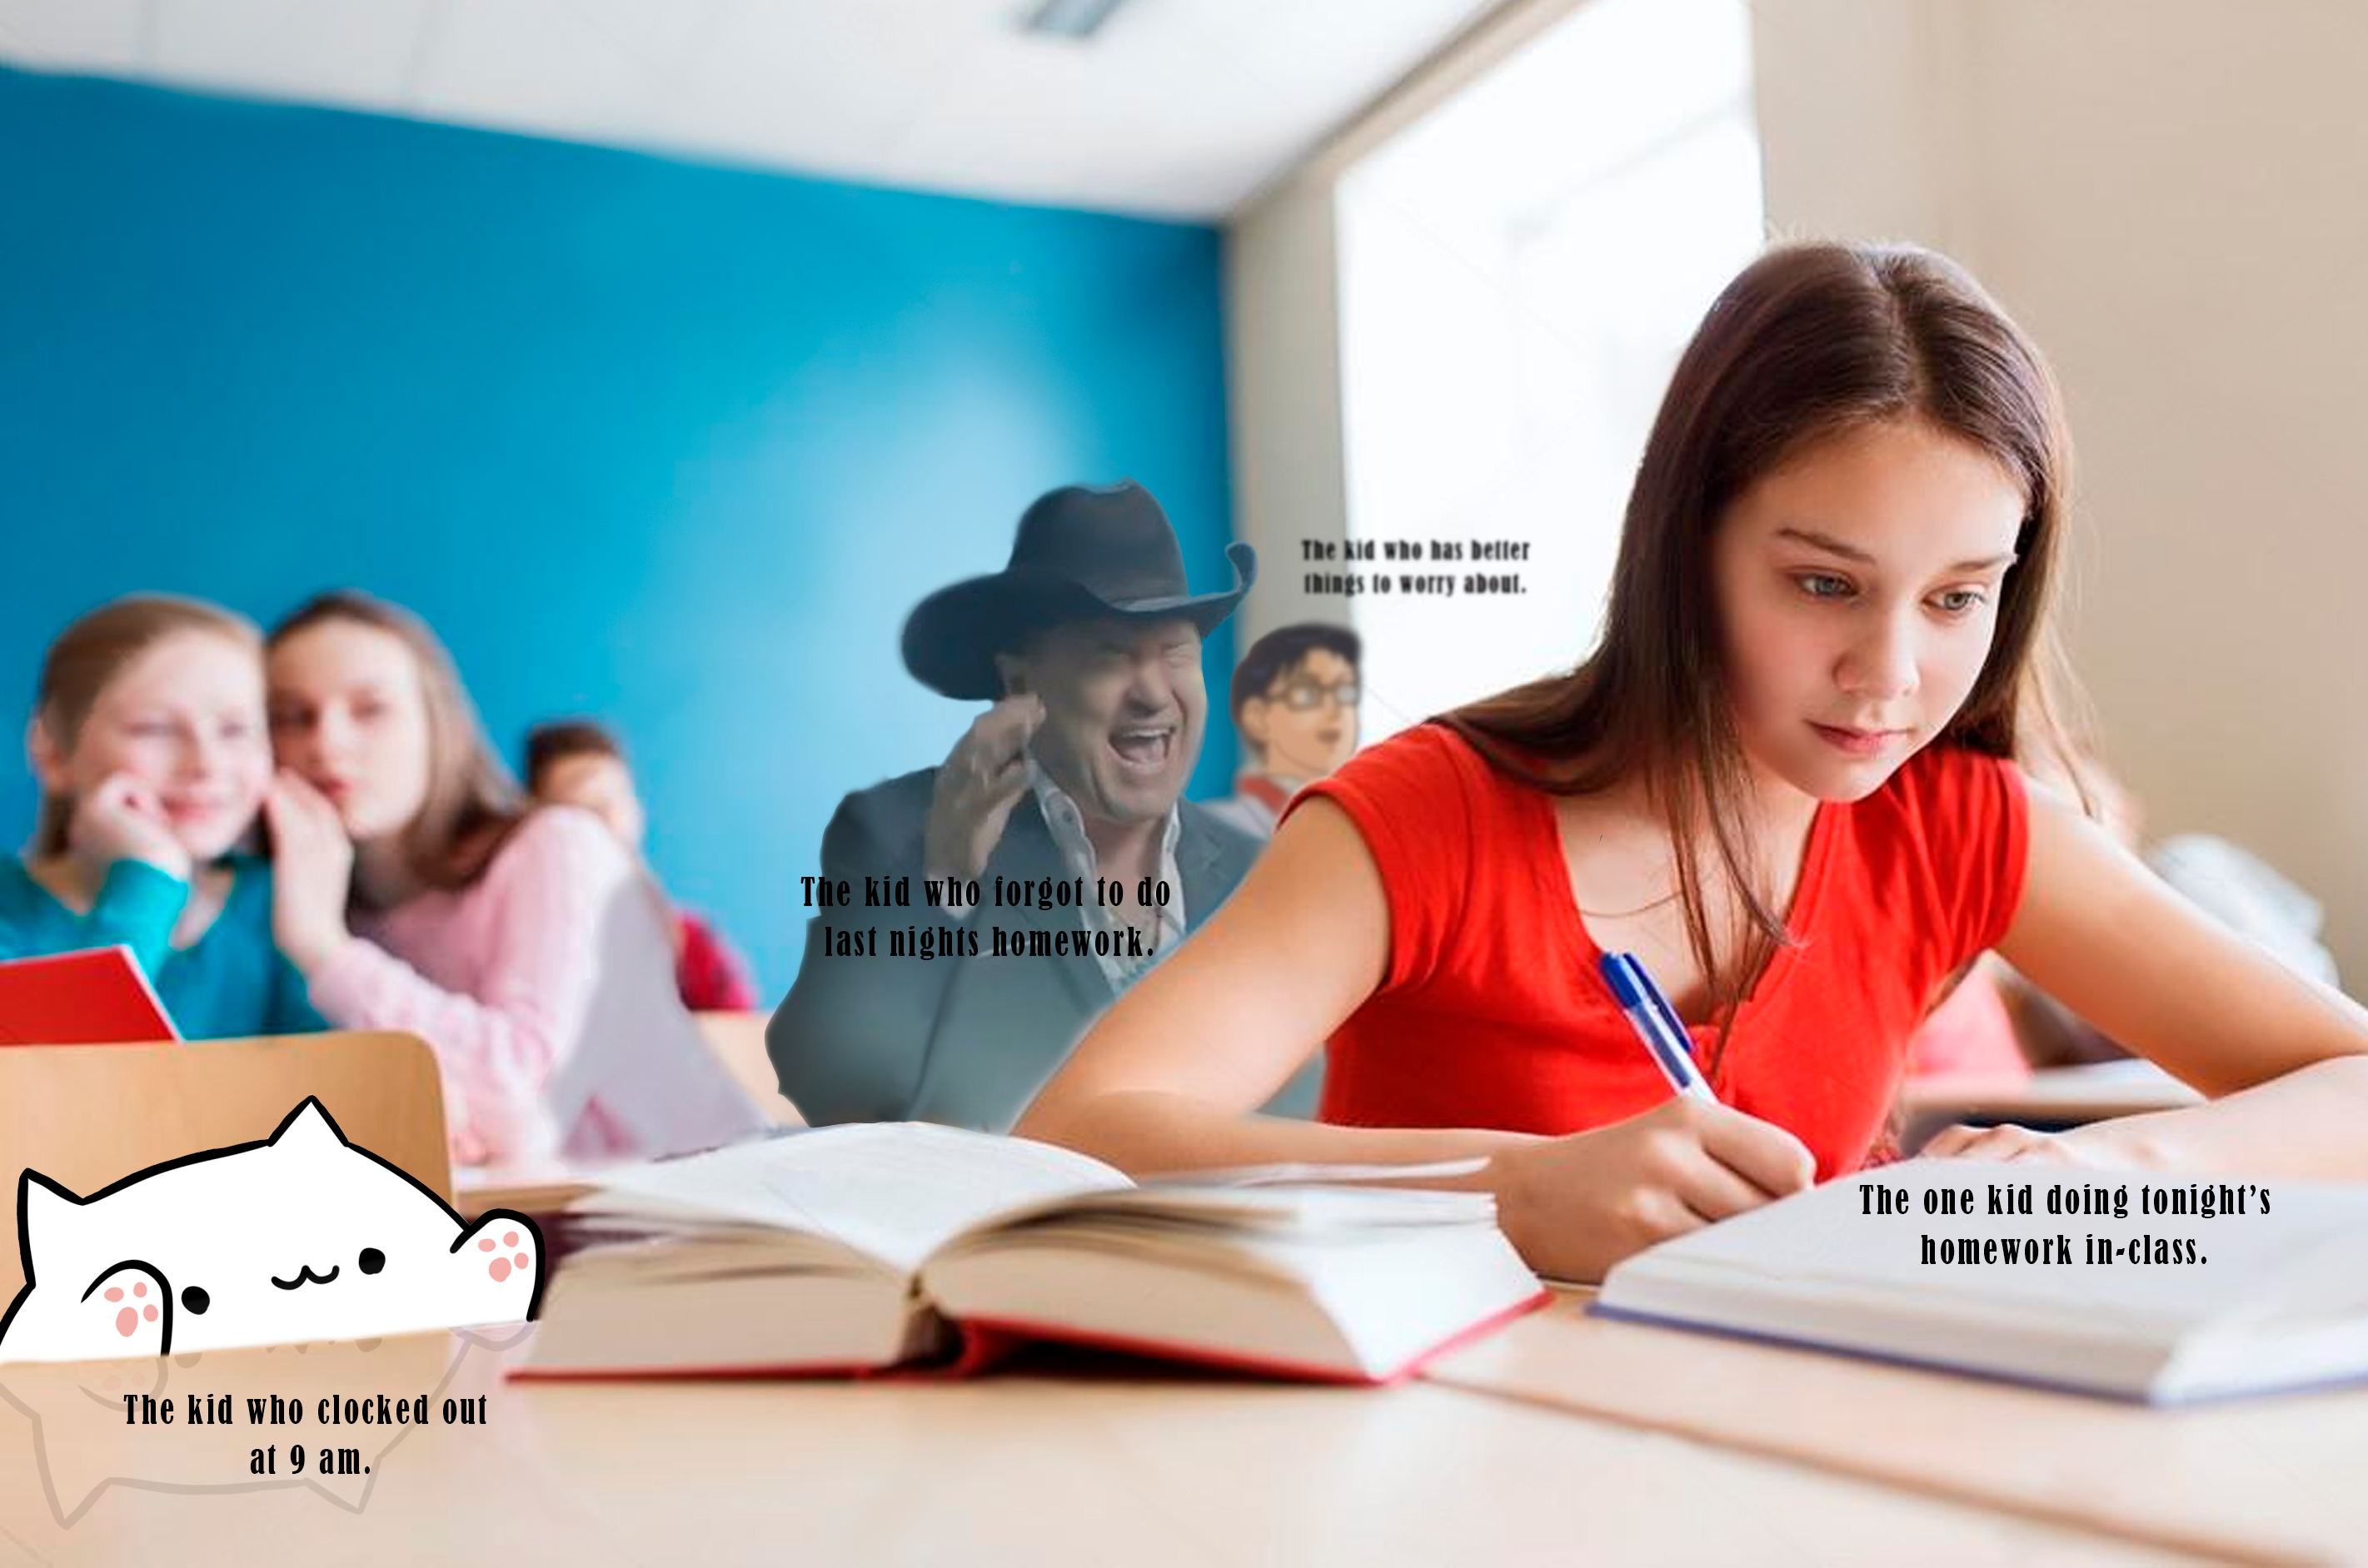 The kid who has better
things to worry about.
The kid who forgot to do
last nights homework.
The one kid doing tonight’s
homework in-class.
The kid who clocked out
at 9 am.